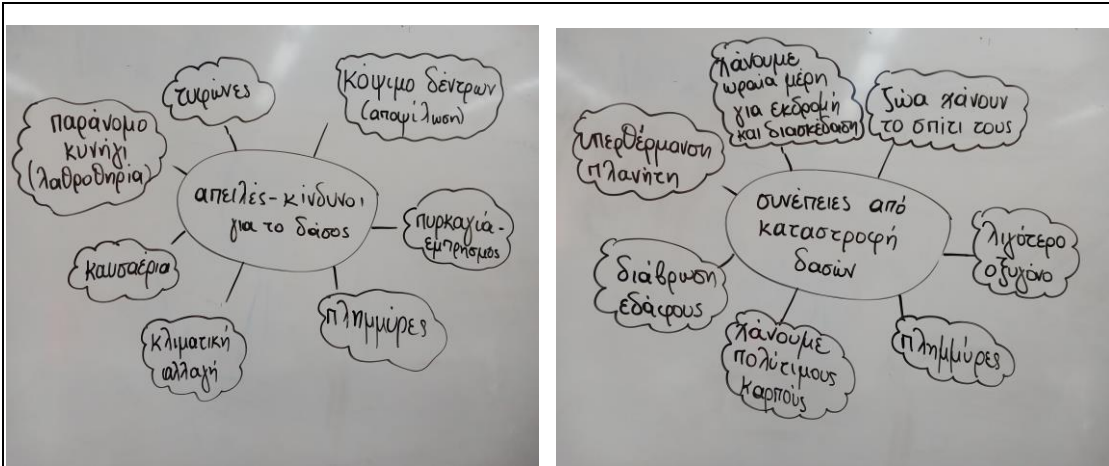 απειλές-κίνδυνοι
για το δάσος
τυφώνες
κόψιμο δέντρων
(αποψίλωση)
πυρκαγιά-
εμπρησμός
πλημμύρες
κλιματική
αλλαγή
καυσαέρια
παράνομο
κυνήγι
(λαθροθηρία)
συνέπειες από
καταστροφή
δασών
χάνουμε
ωραία μέρη
για εκδρομή
και διασκέδαση
ζώα χάνουν
το σπίτι τους
λιγότερο
οξυγόνο
πλημμύρες
χάνουμε
πολύτιμους
καρπούς
διάβρωση
εδάφους
υπερθέρμανση
πλανήτη